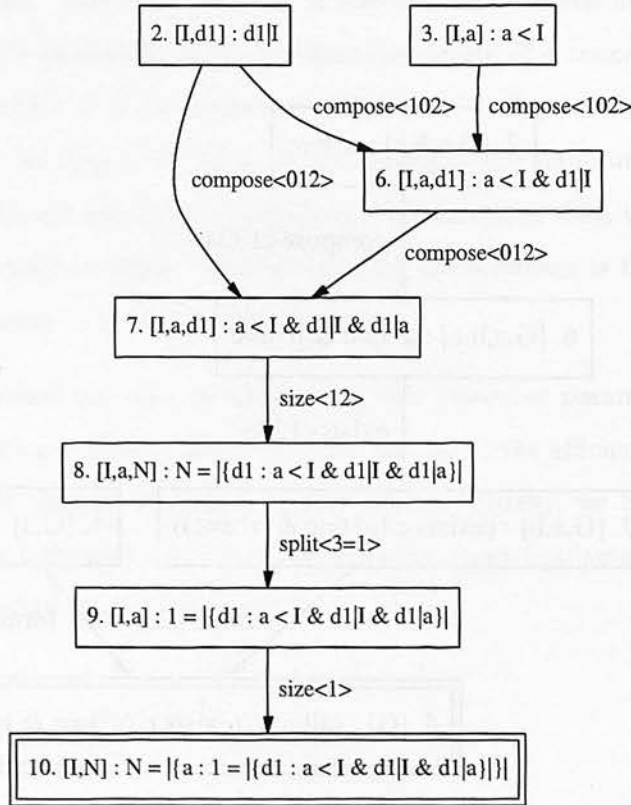 2. [I,d1] : d1|I
3. [I,a] : a < I
compose<102>
compose<102>
compose<012>
6. [I,a,d1] : a < I & d1|I
compose<012>
7. [I,a,d1] : a < I & d1|I & d1|a
size<12>
8. [I,a,N] : N = |{d1 : a < I & d1|I & d1|a}|
split<3=1>
9. [I,a] : 1 = |{d1 : a < I & d1|I & d1|a}|
size<1>
10. [I,N] : N = |{a : 1 = |{d1 : a < I & d1|I & d1|a}|}|